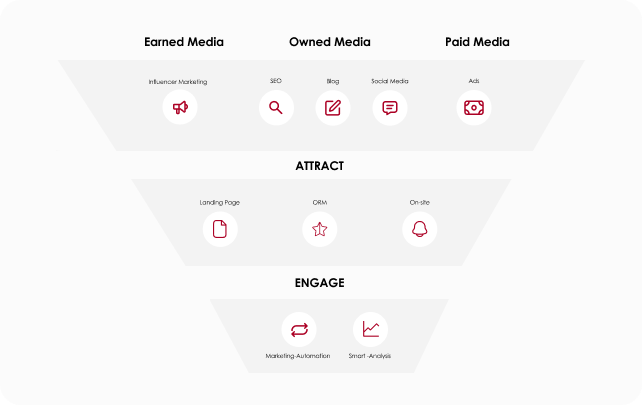 Earned Media
Owned Media
Paid Media
Influencer Marketing
SEO
Blog
Social Media
Ads
ATTRACT
Landing Page
ORM
On-site
ENGAGE
Marketing-Automation
Smart -Analysis